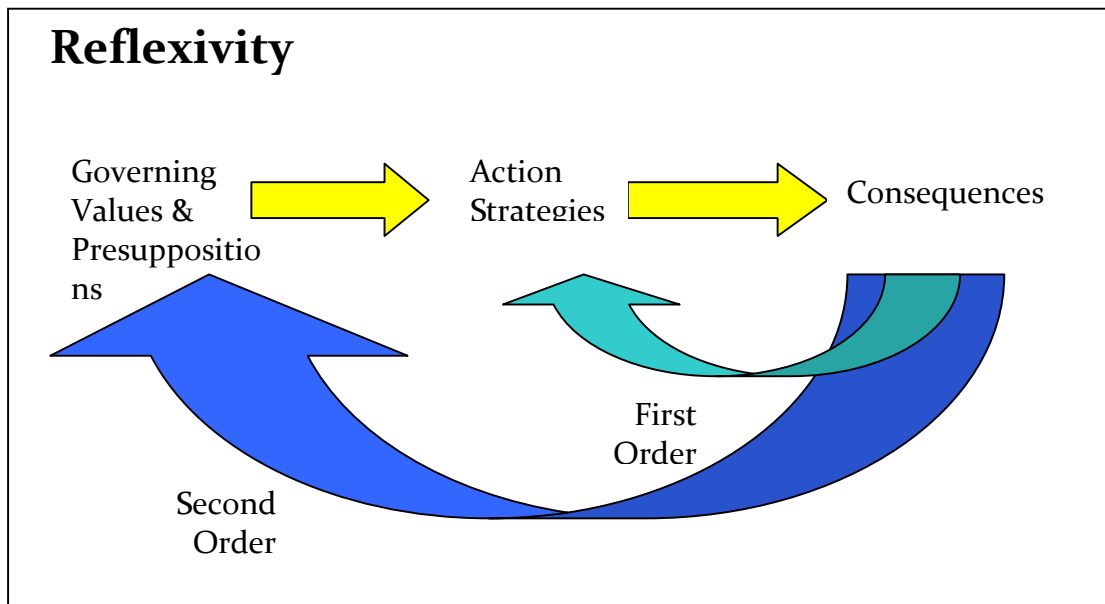 Reflexivity
Governing
Values &
Presuppositio
ns
Action
Strategies
Consequences
First
Order
Second
Order